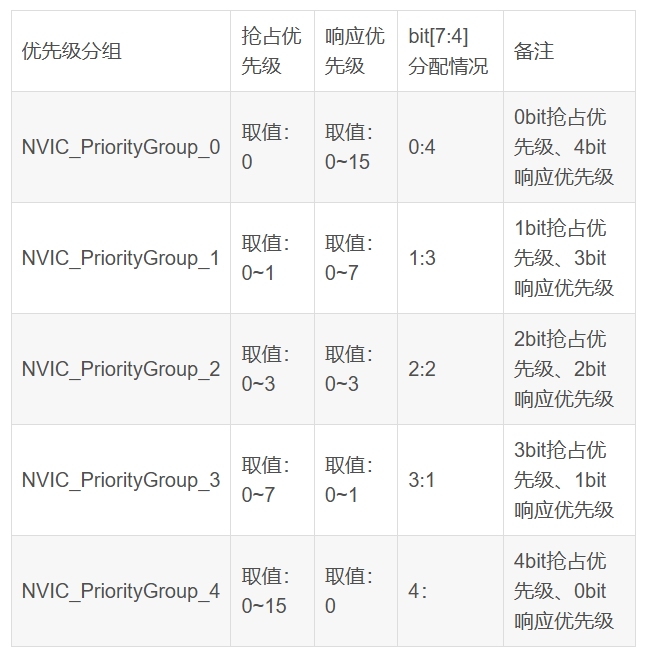 优先级分组
抢占优
先级
响应优
先级
bit[7:4]
分配情况
备注
NVIC_PriorityGroup_0
取值：
0
取值：
0~15
0:4
0bit抢占优
先级、4bit
响应优先级
NVIC_PriorityGroup_1
取值：
0~1
取值：
0~7
1:3
1bit抢占优
先级、3bit
响应优先级
NVIC_PriorityGroup_2
取值：
0~3
取值：
0~3
2:2
2bit抢占优
先级、2bit
响应优先级
NVIC_PriorityGroup_3
取值：
0~7
取值：
0~1
3:1
3bit抢占优
先级、1bit
响应优先级
NVIC_PriorityGroup_4
取值：
0~15
取值：
0
4：
4bit抢占优
先级、0bit
响应优先级